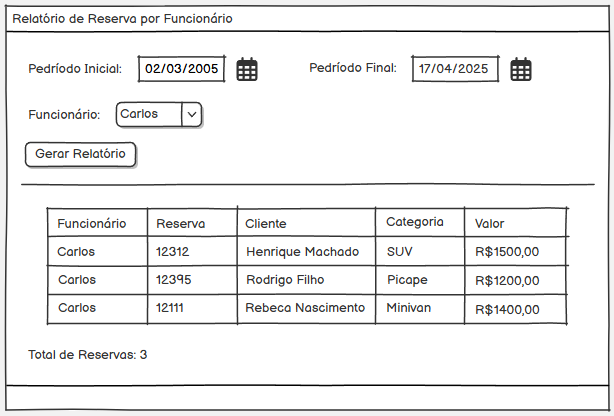 Relatório de Reserva por Funcionário
Pedríodo Inicial: 02/03/2005 Pedríodo Final: 17/04/2025
Funcionário: Carlos
Gerar Relatório
Funcionário Reserva Cliente Categoria Valor
Carlos 12312 Henrique Machado SUV R$1500,00
Carlos 12395 Rodrigo Filho Picape R$1200,00
Carlos 12111 Rebeca Nascimento Minivan R$1400,00
Total de Reservas: 3